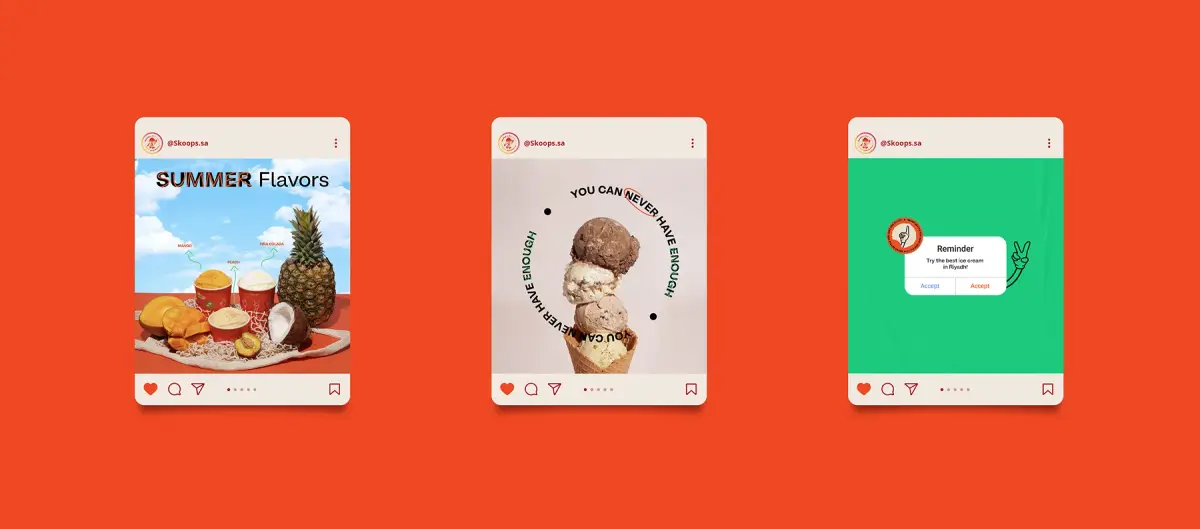 @Skoops.sa
SUMMER Flavors
MANGO
PEACH
PINA COLADA
@Skoops.sa
YOU CAN NEVER HAVE ENOUGH
YOU CAN NEVER HAVE ENOUGH
@Skoops.sa
Reminder
Try the best ice cream
in Riyadh!
Accept
Accept